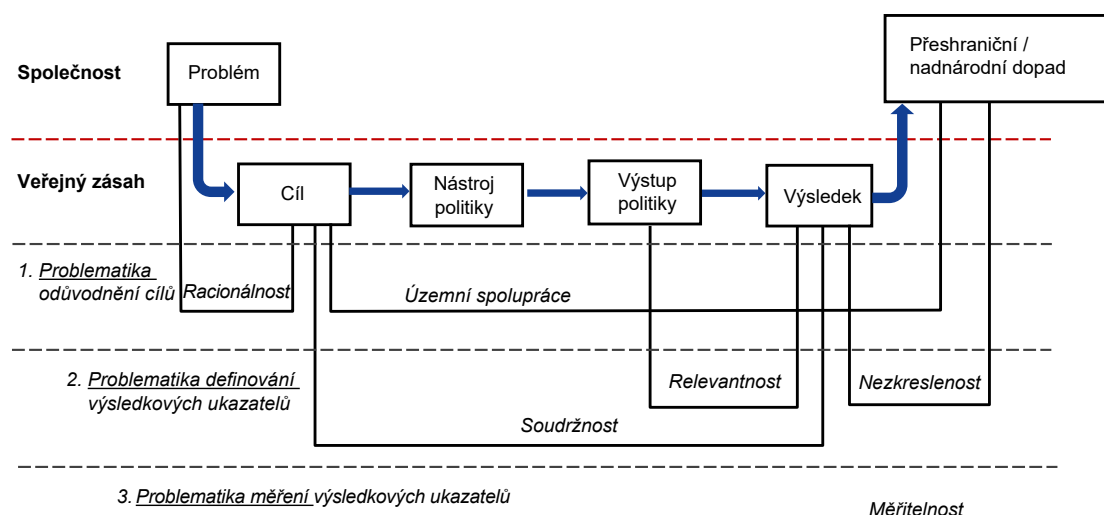 Společnost
Problém
Přeshraniční /
nadnárodní dopad
Veřejný zásah
Cíl
Nástroj
politiky
Výstup
politiky
Výsledek
1. Problematika
odůvodnění cílů
Racionálnost
Územní spolupráce
2. Problematika definování
výsledkových ukazatelů
Relevantnost
Nezkreslenost
Soudržnost
3. Problematika měření výsledkových ukazatelů
Měřitelnost